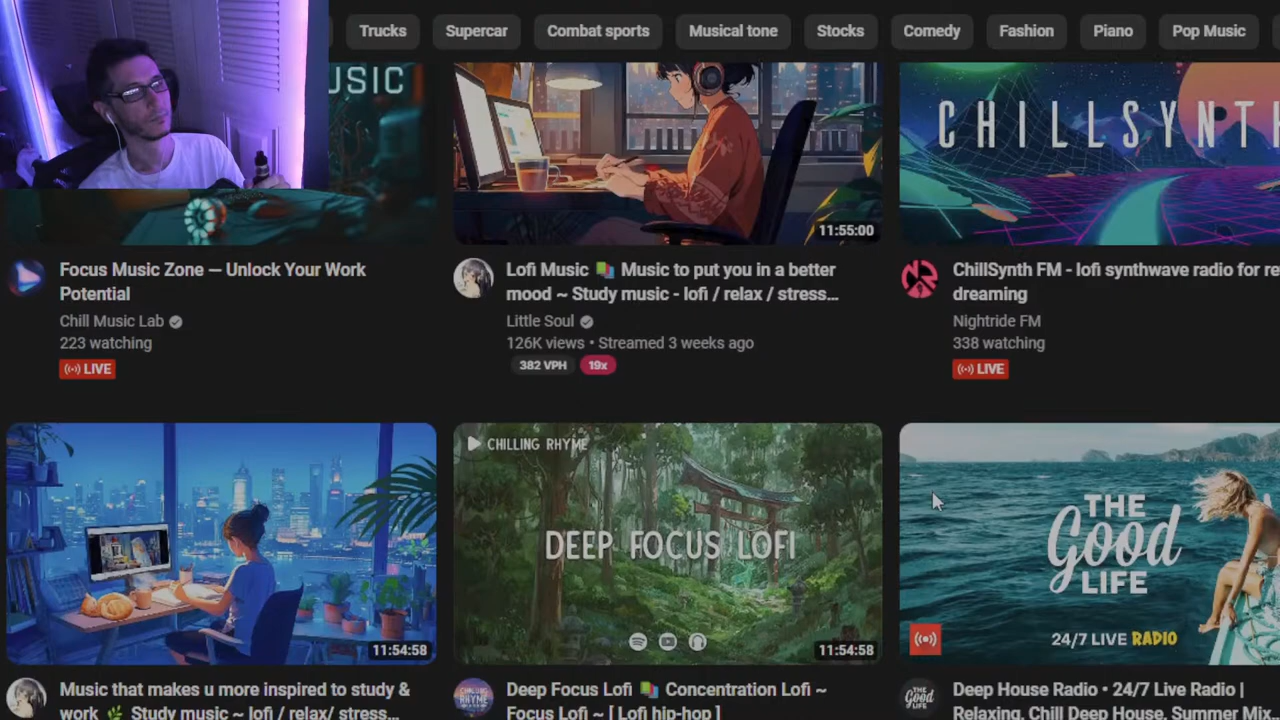 Trucks
Supercar
Combat sports
Musical tone
Stocks
Comedy
Fashion
Piano
Pop Music
USIC
CHILLSYNTH
11:55:00
Focus Music Zone — Unlock Your Work
Potential
Chill Music Lab
223 watching
LIVE
Lofi Music 📚 Music to put you in a better
mood ~ Study music - lofi / relax / stress...
Little Soul
126K views • Streamed 3 weeks ago
382 VPH 19x
ChillSynth FM - lofi synthwave radio for re
dreaming
Nightride FM
338 watching
LIVE
11:54:58
CHILLING RHYME
DEEP FOCUS LOFI
11:54:58
THE
Good
LIFE
24/7 LIVE RADIO
Music that makes u more inspired to study &
work 🌿 Study music ~ lofi / relax/ stress...
CHILLING
RHYME
Deep Focus Lofi 📚 Concentration Lofi ~
Focus Lofi ~ [ Lofi hip-hop ]
Good
Deep House Radio • 24/7 Live Radio |
Relaxing, Chill Deep House, Summer Mix